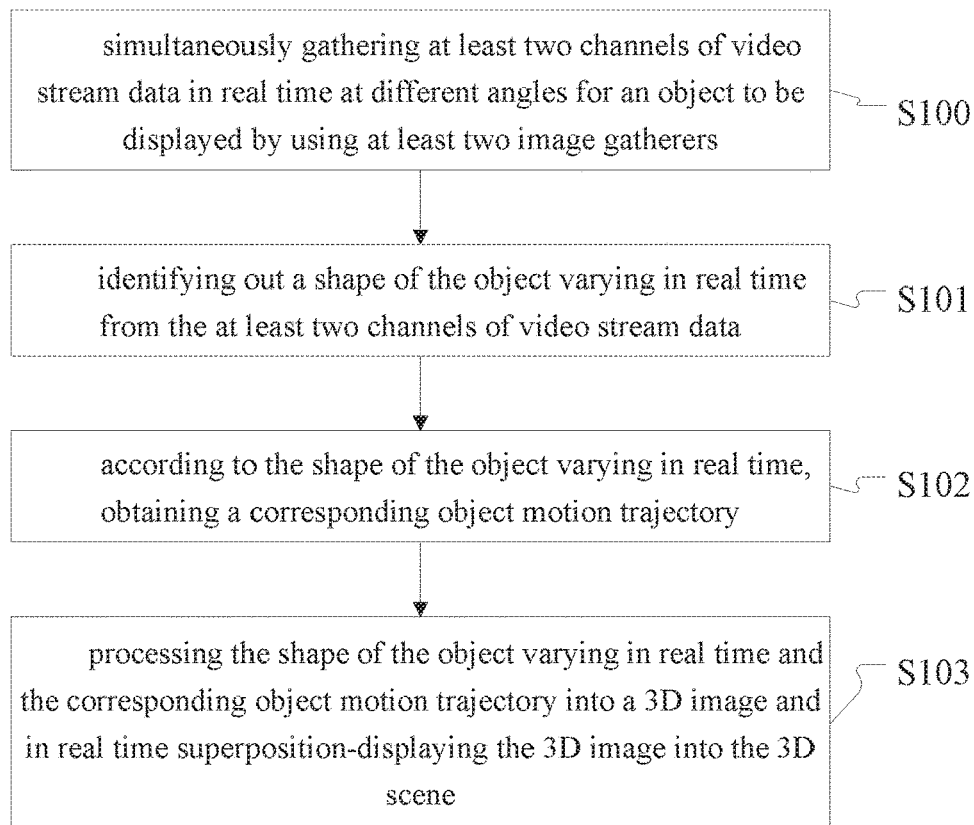 simultaneously gathering at least two channels of video
stream data in real time at different angles for an object to be
displayed by using at least two image gatherers
S100
identifying out a shape of the object varying in real time
from the at least two channels of video stream data
S101
according to the shape of the object varying in real time,
obtaining a corresponding object motion trajectory
S102
processing the shape of the object varying in real time and
the corresponding object motion trajectory into a 3D image and
in real time superposition-displaying the 3D image into the 3D
scene
S103